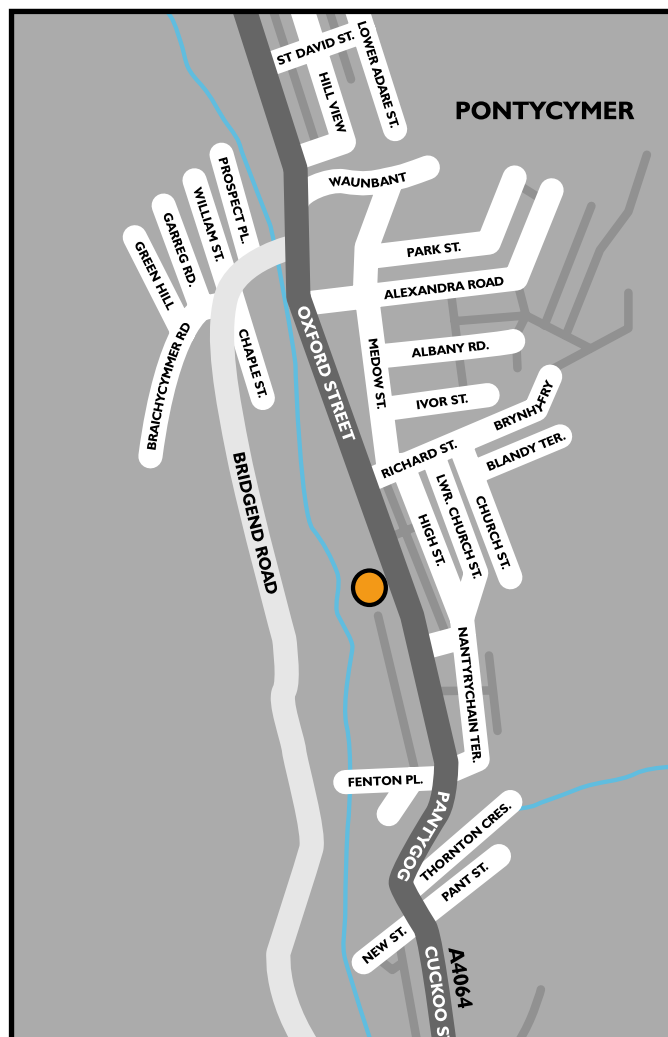 ST DAVID ST.
LOWER ADARE ST.
HILL VIEW
PONTYCYMER
PROSPECT PL.
WILLIAM ST.
GARREG RD.
GREEN HILL
WAUNBANT
PARK ST.
ALEXANDRA ROAD
BRAICHYCYMMER RD
CHAPLE ST.
OXFORD STREET
MEDOW ST.
ALBANY RD.
IVOR ST.
BRYNHYFRY
RICHARD ST.
BLANDY TER.
BRIDGEND ROAD
HIGH ST.
LWR. CHURCH ST.
CHURCH ST.
NANTYRYCHAIN TER.
FENTON PL.
PANTYGOG
THORNTON CRES.
PANT ST.
NEW ST.
CUCKOO S
A4064